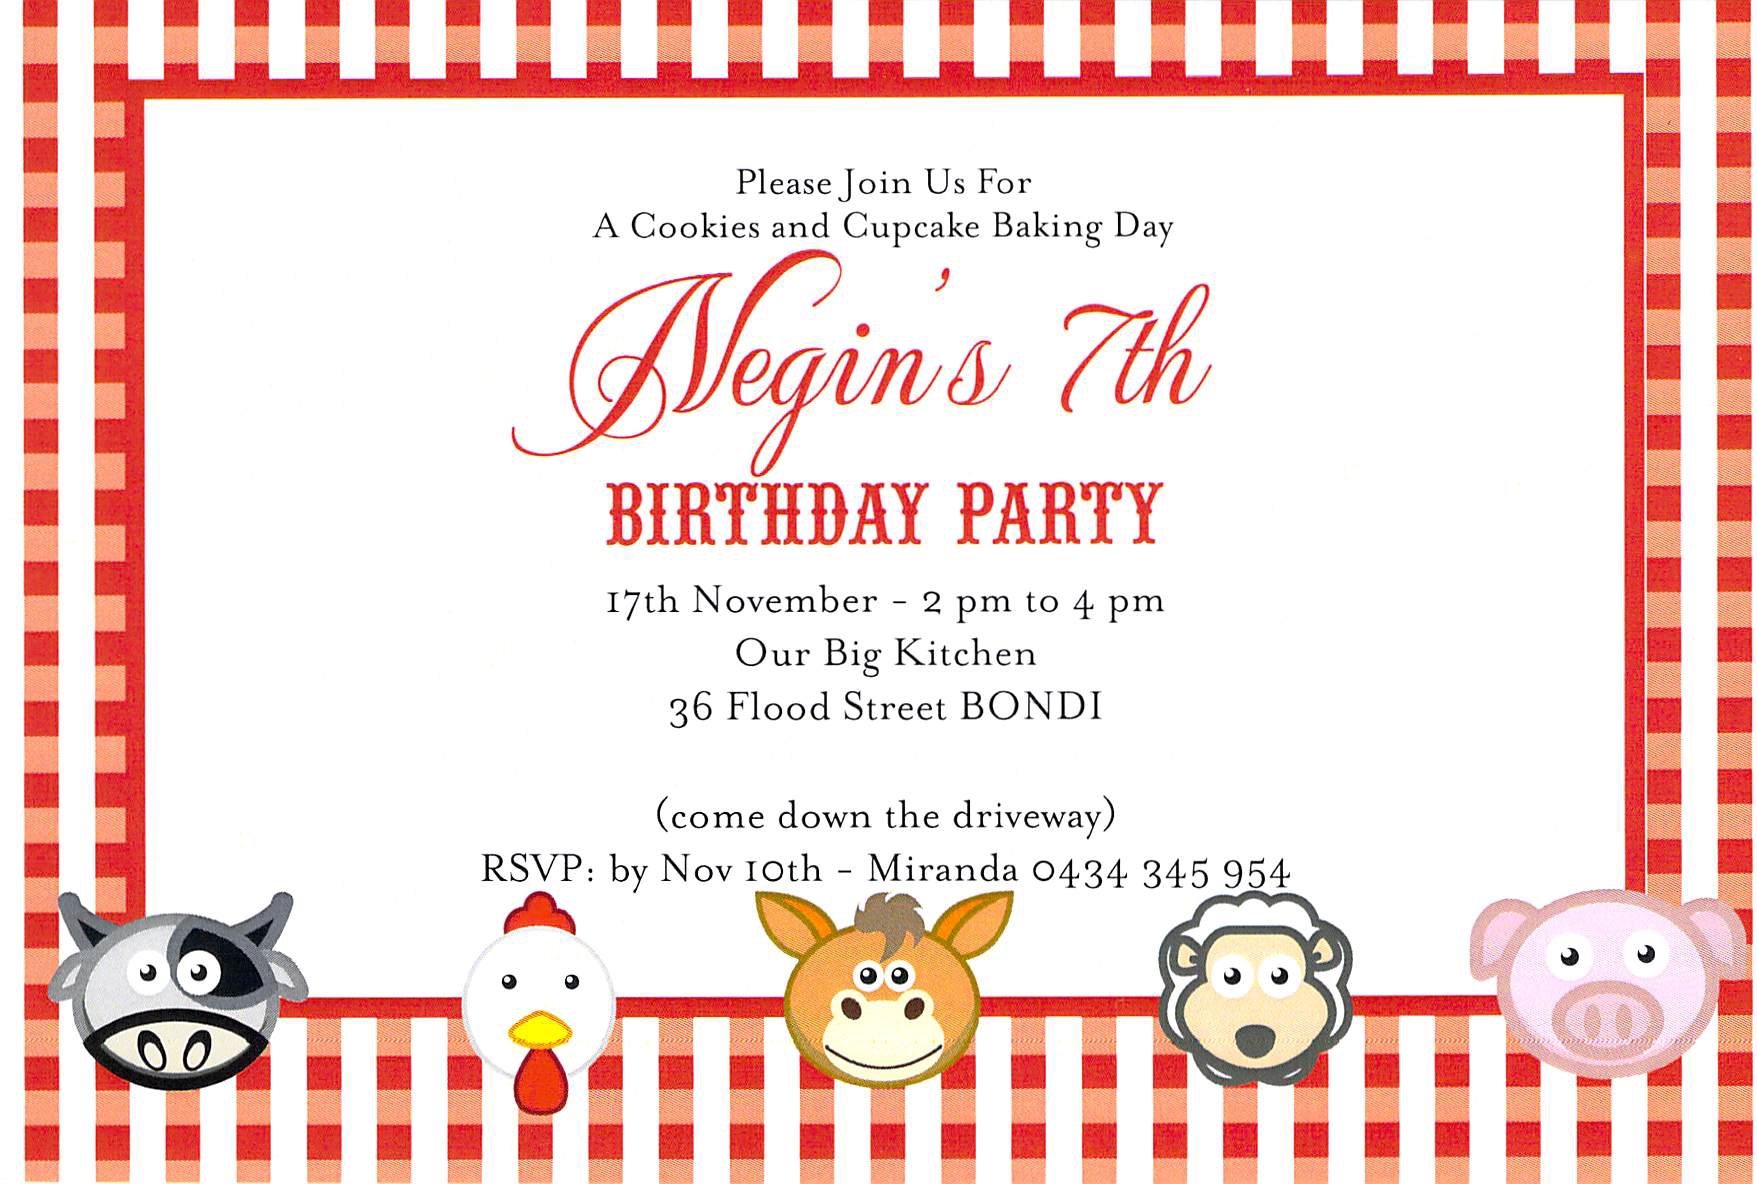 Please Join Us For
A Cookies and Cupcake Baking Day
Negin's 7th
BIRTHDAY PARTY
17th November - 2 pm to 4 pm
Our Big Kitchen
36 Flood Street BONDI
(come down the driveway)
RSVP: by Nov 10th - Miranda 0434 345 954